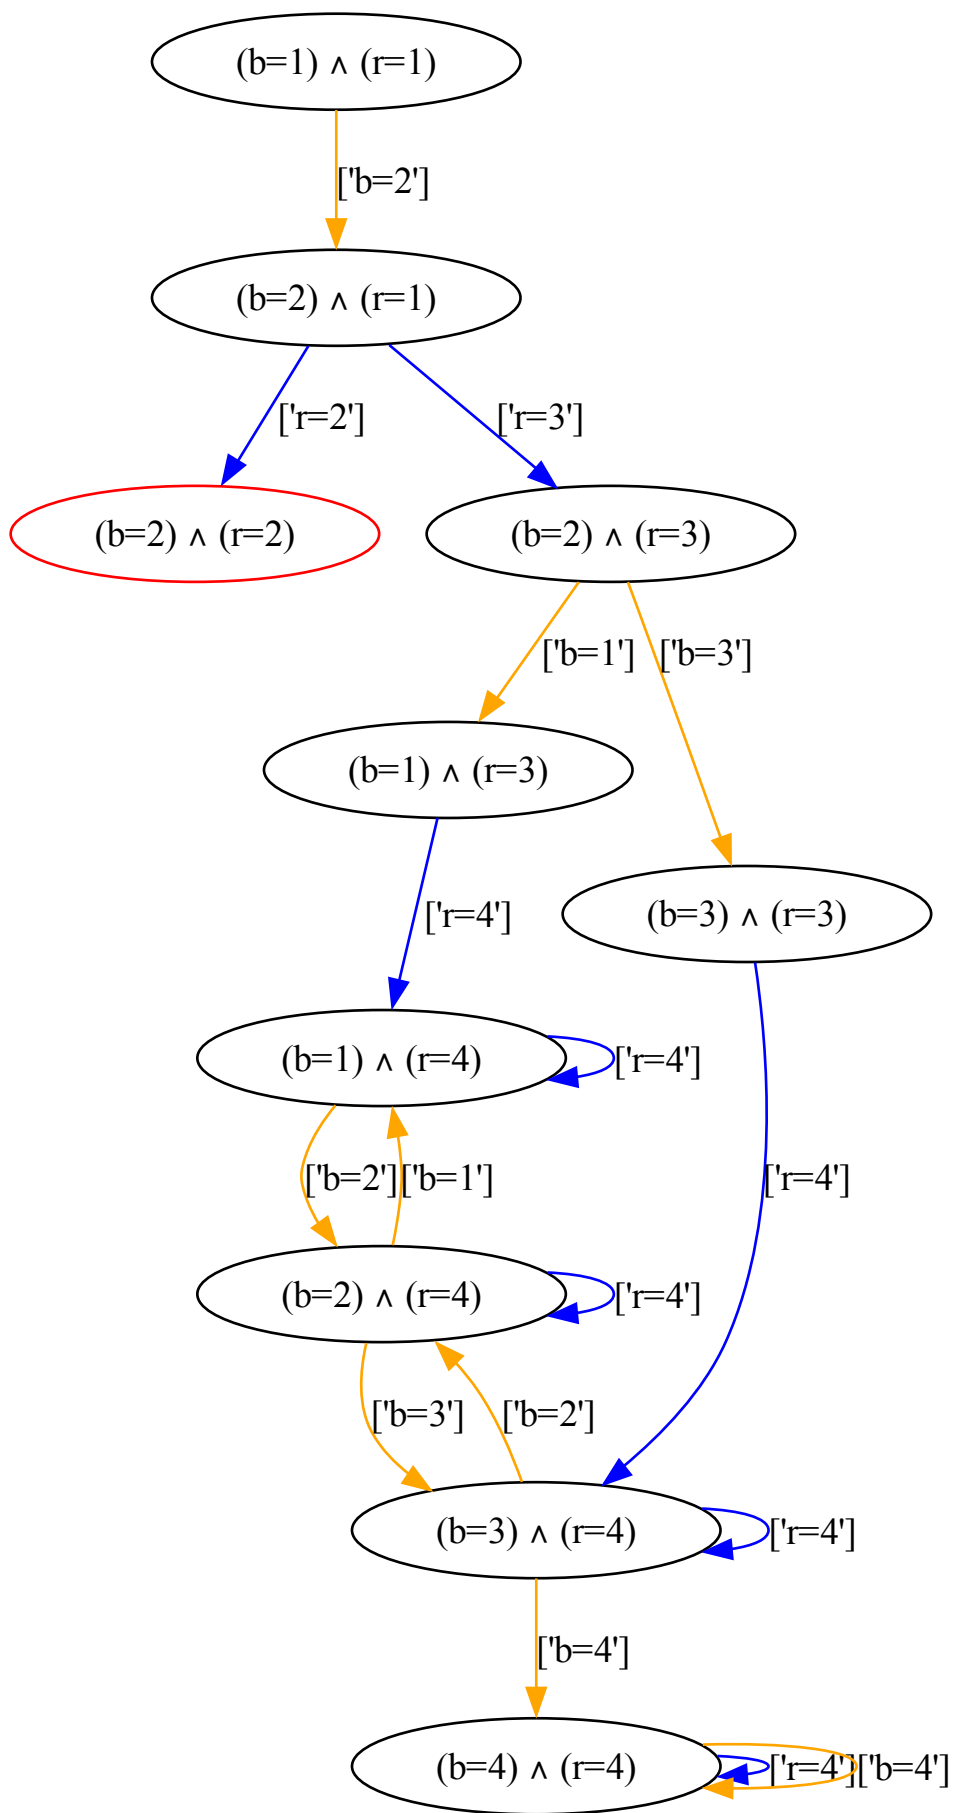 (b=1) ∧ (r=1)
['b=2']
(b=2) ∧ (r=1)
['r=2']
['r=3']
(b=2) ∧ (r=2)
(b=2) ∧ (r=3)
['b=1']
['b=3']
(b=1) ∧ (r=3)
(b=3) ∧ (r=3)
['r=4']
(b=1) ∧ (r=4)
['r=4']
['b=2']
['b=1']
['r=4']
(b=2) ∧ (r=4)
['r=4']
['b=3']
['b=2']
(b=3) ∧ (r=4)
['r=4']
['b=4']
(b=4) ∧ (r=4)
['r=4']
['b=4']